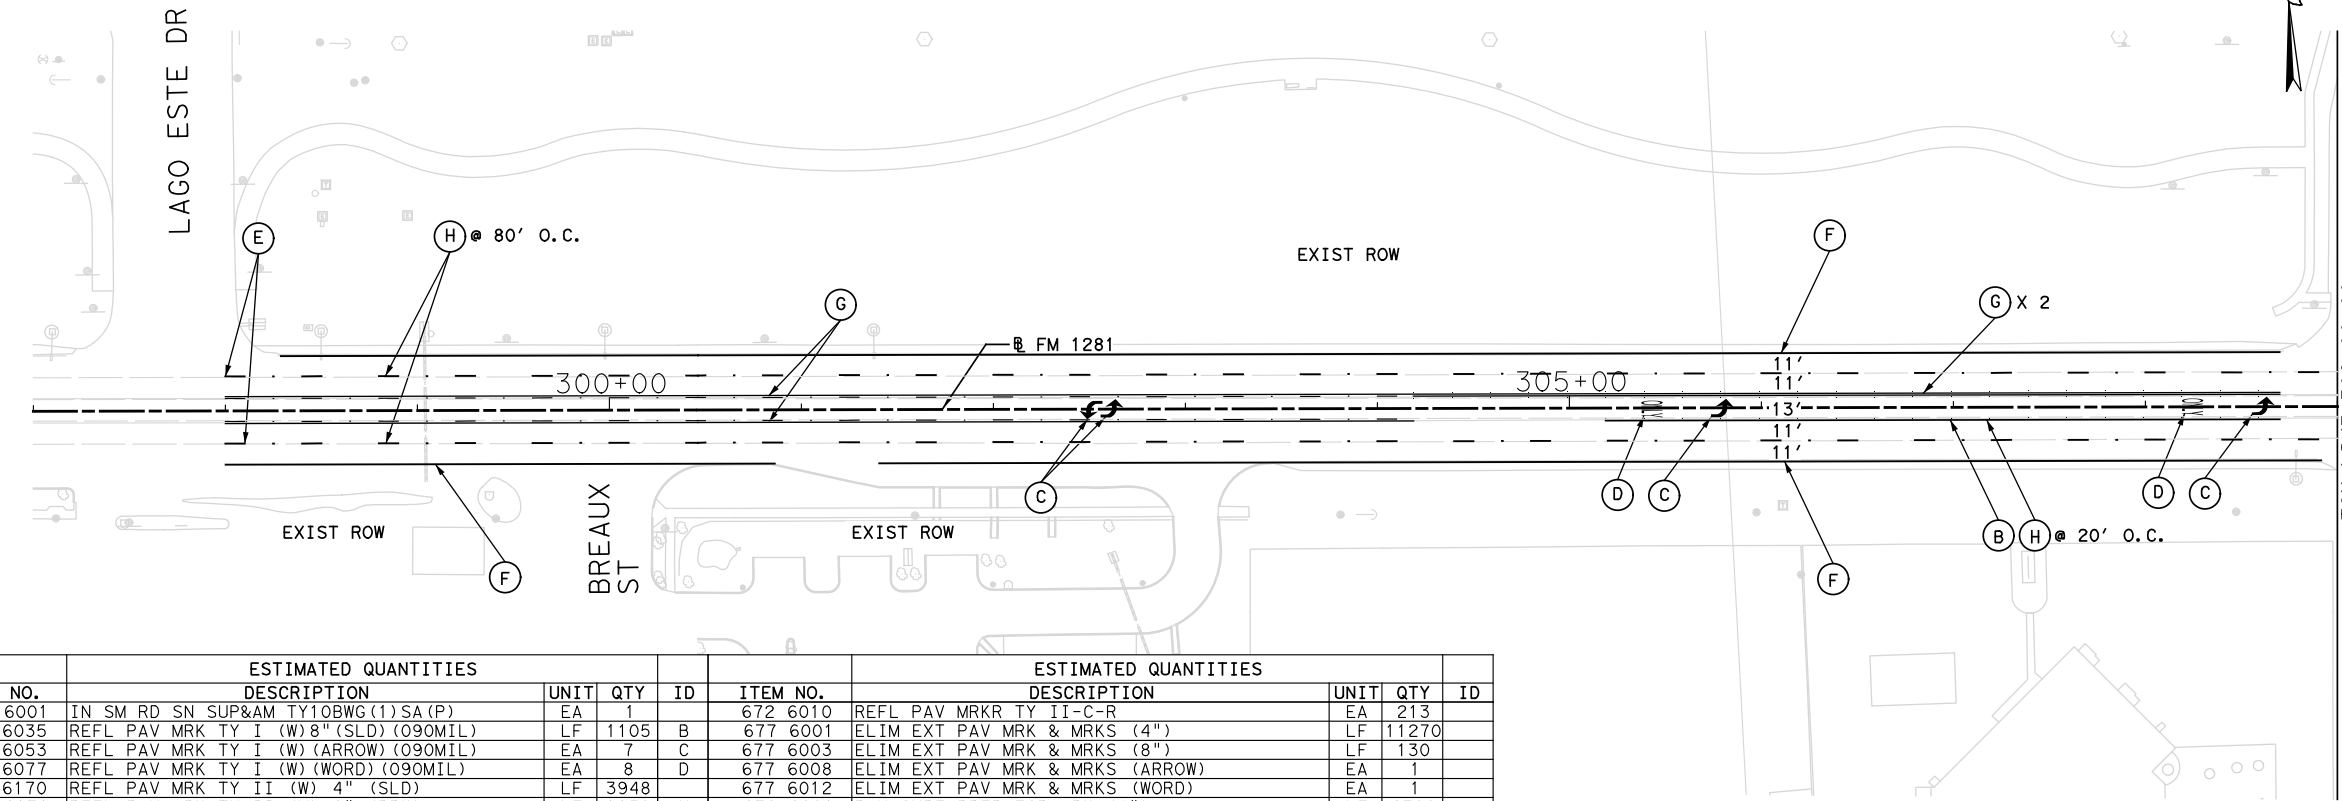 LAGO ESTE DR
E
H @ 80' O.C.
F
EXIST ROW
G
G X 2
B FM 1281
11'
11'
300+00
305+00
13'
11'
11'
C
D
C
D
C
BREAUX
ST
EXIST ROW
EXIST ROW
B
H @ 20' O.C.
F
F
ESTIMATED QUANTITIES
ESTIMATED QUANTITIES
NO. DESCRIPTION UNIT QTY ID ITEM NO. DESCRIPTION UNIT QTY ID
6001 IN SM RD SN SUP&AM TY10BWG(1)SA(P) EA 1 672 6010 REFL PAV MRKR TY II-C-R EA 213
6035 REFL PAV MRK TY I (W)8"(SLD)(090MIL) LF 1105 B 677 6001 ELIM EXT PAV MRK & MRKS (4") LF 11270
6053 REFL PAV MRK TY I (W)(ARROW)(090MIL) EA 7 C 677 6003 ELIM EXT PAV MRK & MRKS (8") LF 130
6077 REFL PAV MRK TY I (W)(WORD)(090MIL) EA 8 D 677 6008 ELIM EXT PAV MRK & MRKS (ARROW) EA 1
6170 REFL PAV MRK TY II (W) 4" (SLD) LF 3948 677 6012 ELIM EXT PAV MRK & MRKS (WORD) EA 1